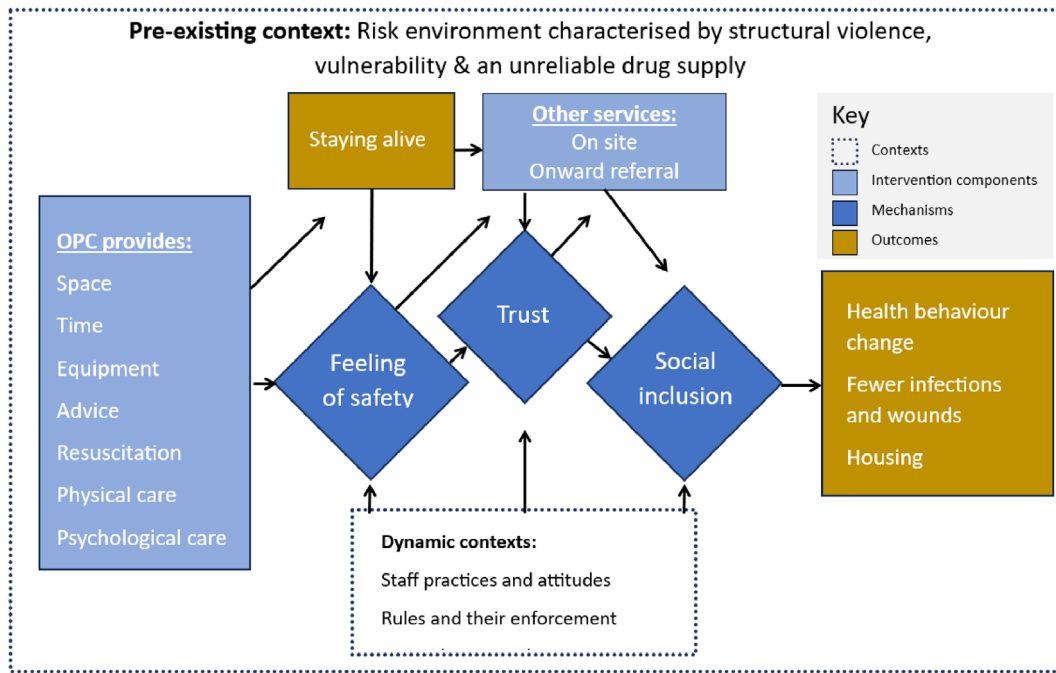 Pre-existing context: Risk environment characterised by structural violence,
vulnerability & an unreliable drug supply
Staying alive
Other services:
On site
Onward referral
Key
Contexts
Intervention components
Mechanisms
Outcomes
OPC provides:
Space
Time
Equipment
Advice
Resuscitation
Physical care
Psychological care
Feeling
of safety
Trust
Social
inclusion
Health behaviour
change
Fewer infections
and wounds
Housing
Dynamic contexts:
Staff practices and attitudes
Rules and their enforcement